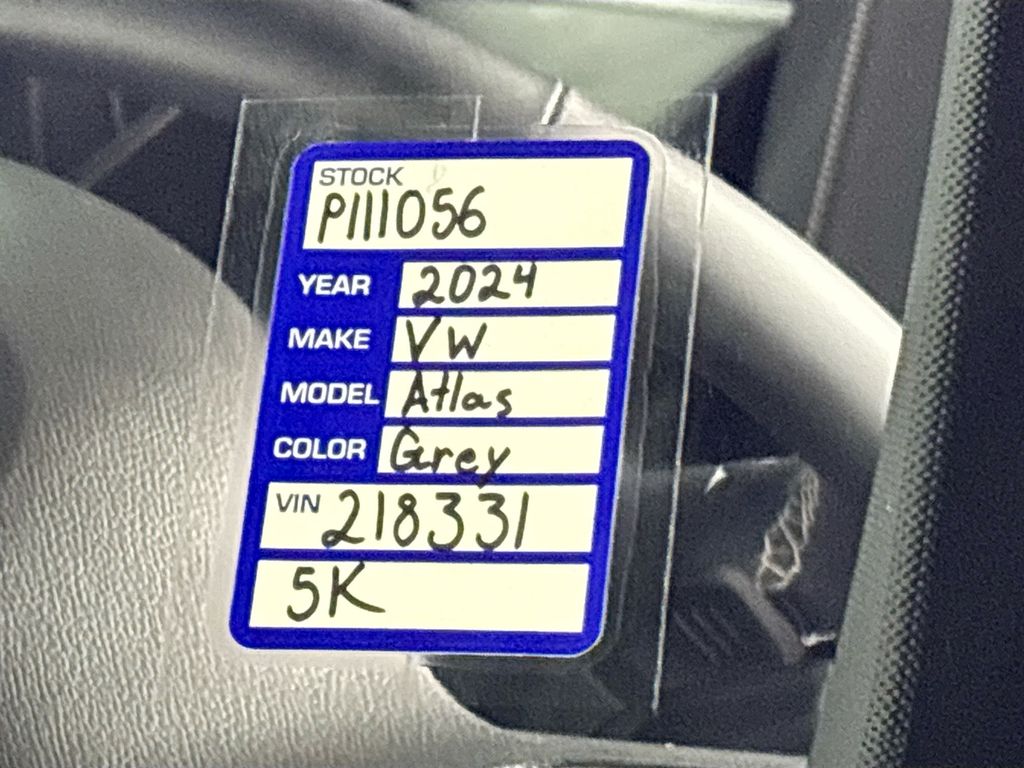 STOCK
P111056
YEAR 2024
MAKE VW
MODEL Atlas
COLOR Grey
VIN 218331
5K